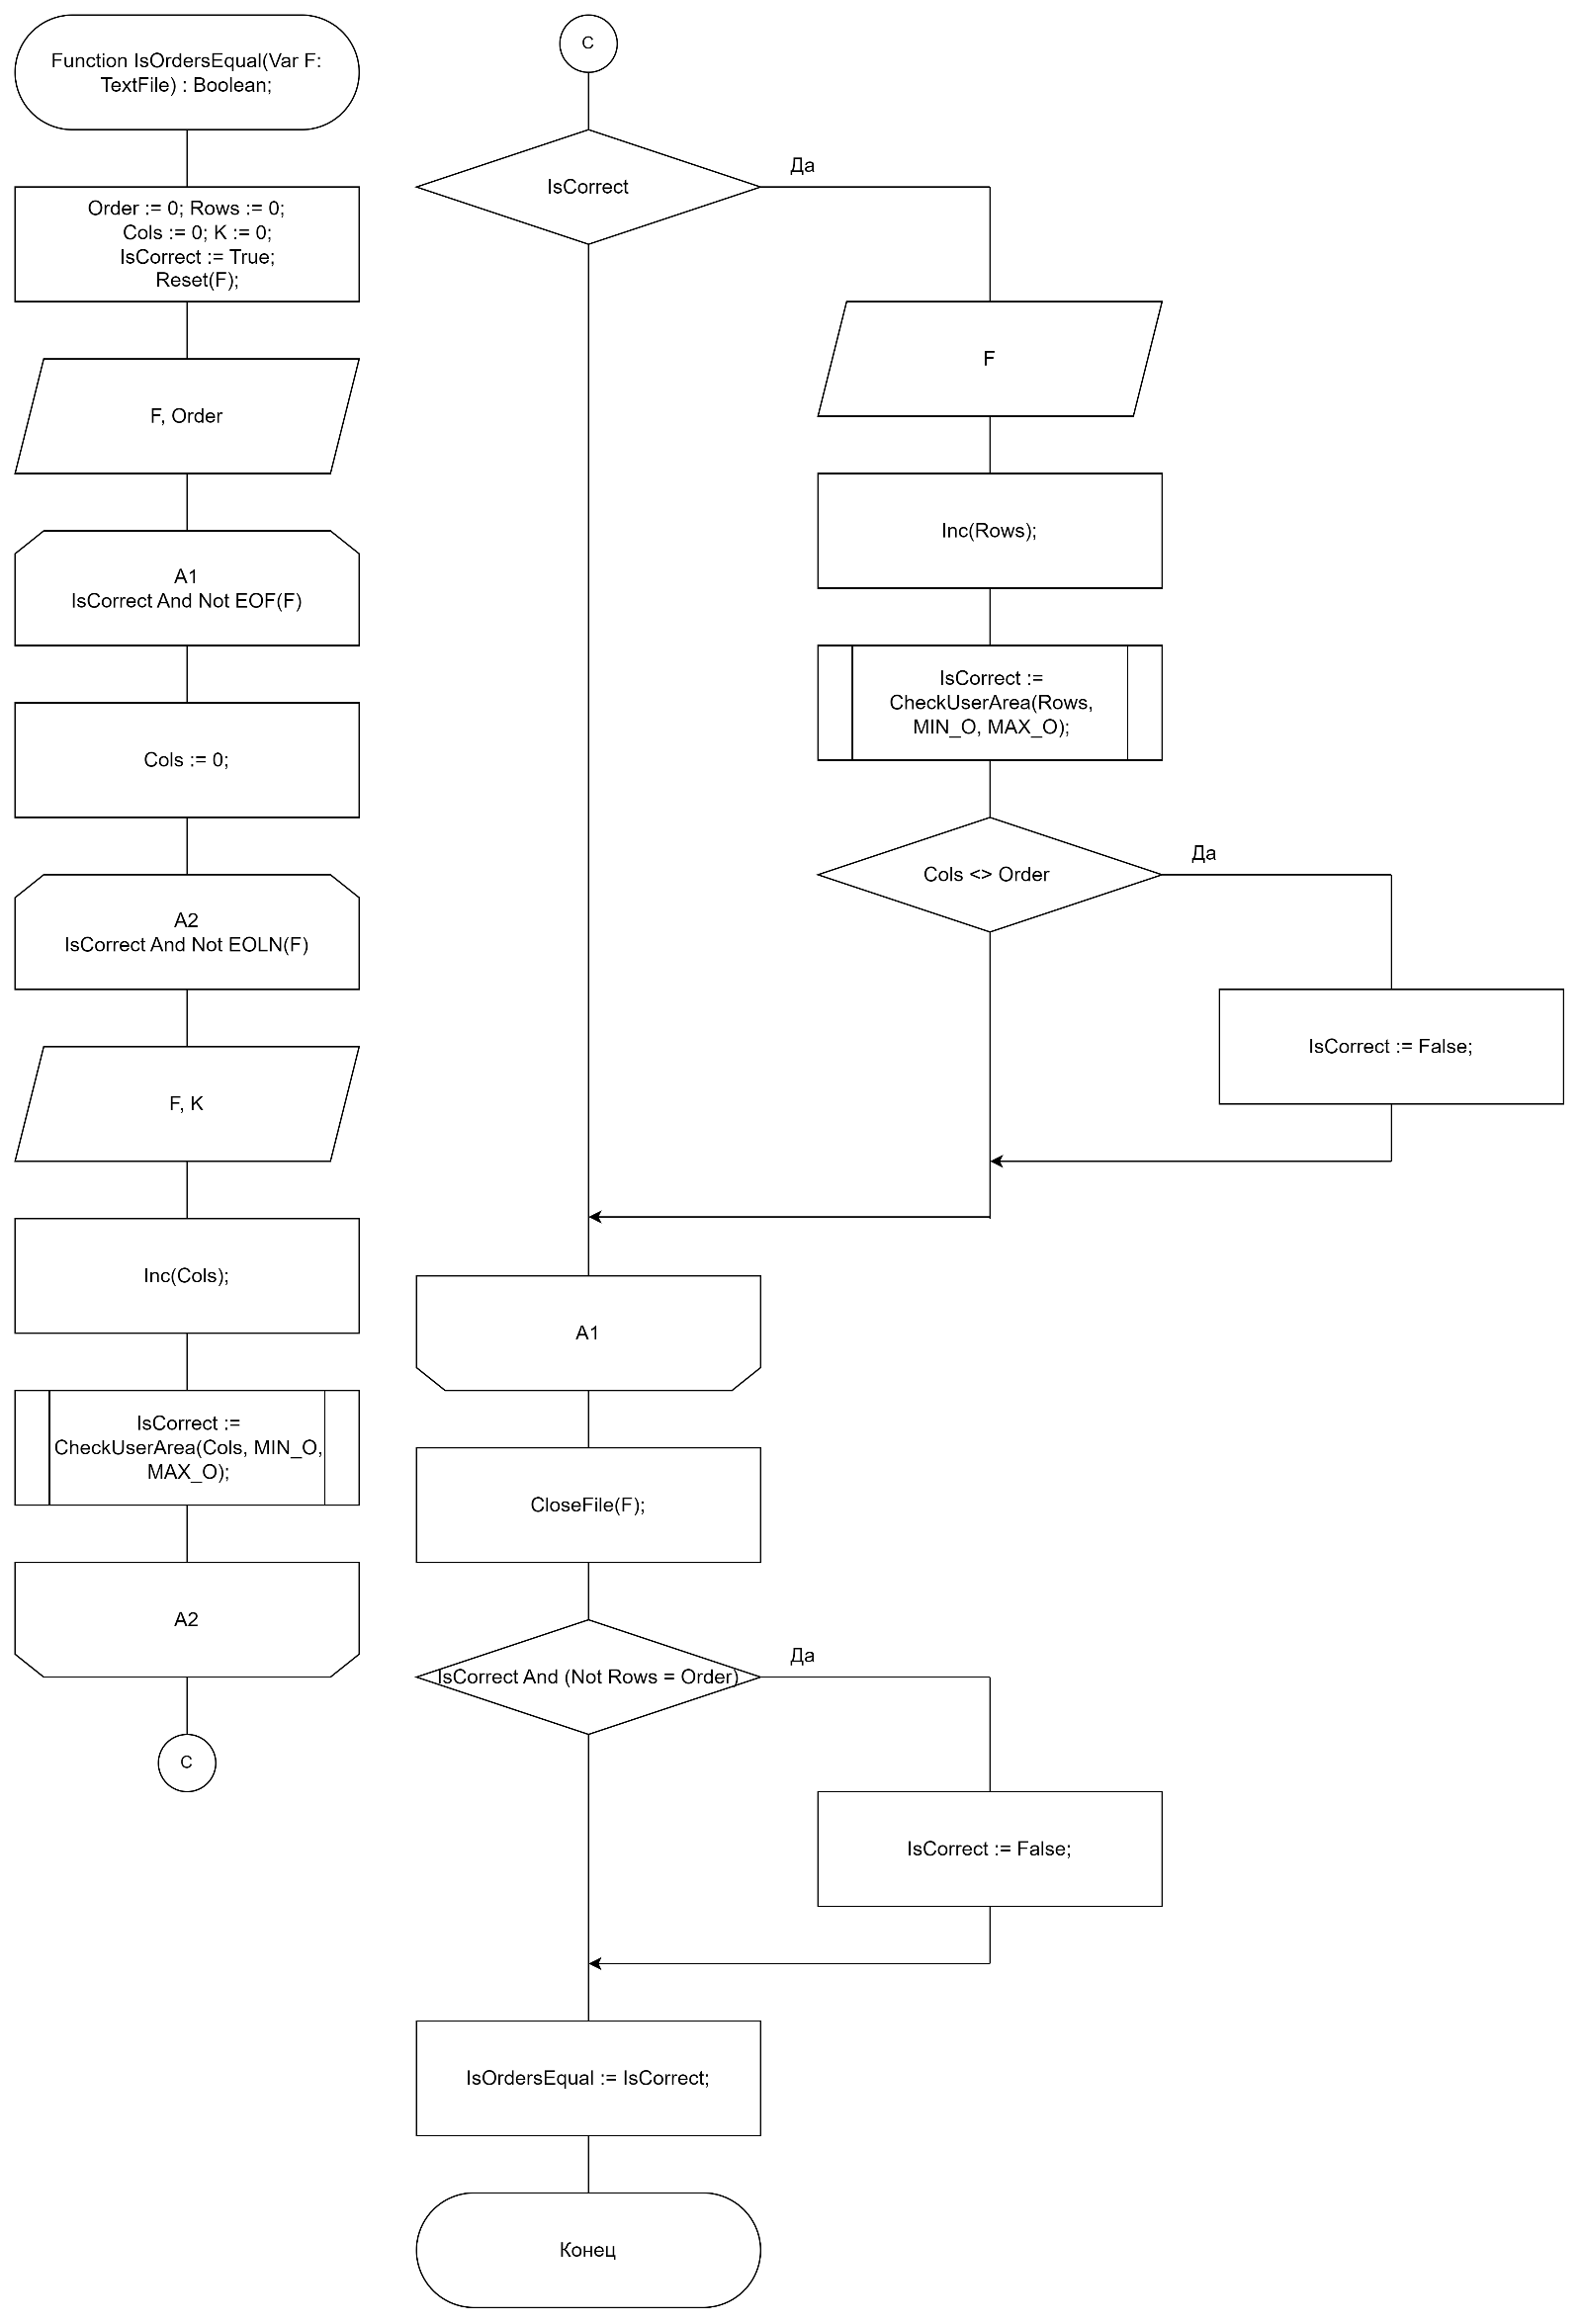 Function IsOrdersEqual(Var F:
TextFile) : Boolean;
Order := 0; Rows := 0;
Cols := 0; K := 0;
IsCorrect := True;
Reset(F);
F, Order
A1
IsCorrect And Not EOF(F)
Cols := 0;
A2
IsCorrect And Not EOLN(F)
F, K
Inc(Cols);
IsCorrect :=
CheckUserArea(Cols, MIN_O,
MAX_O);
A2
C
C
IsCorrect
Да
F
Inc(Rows);
IsCorrect :=
CheckUserArea(Rows,
MIN_O, MAX_O);
Cols <> Order
Да
IsCorrect := False;
A1
CloseFile(F);
IsCorrect And (Not Rows = Order)
Да
IsCorrect := False;
IsOrdersEqual := IsCorrect;
Конец